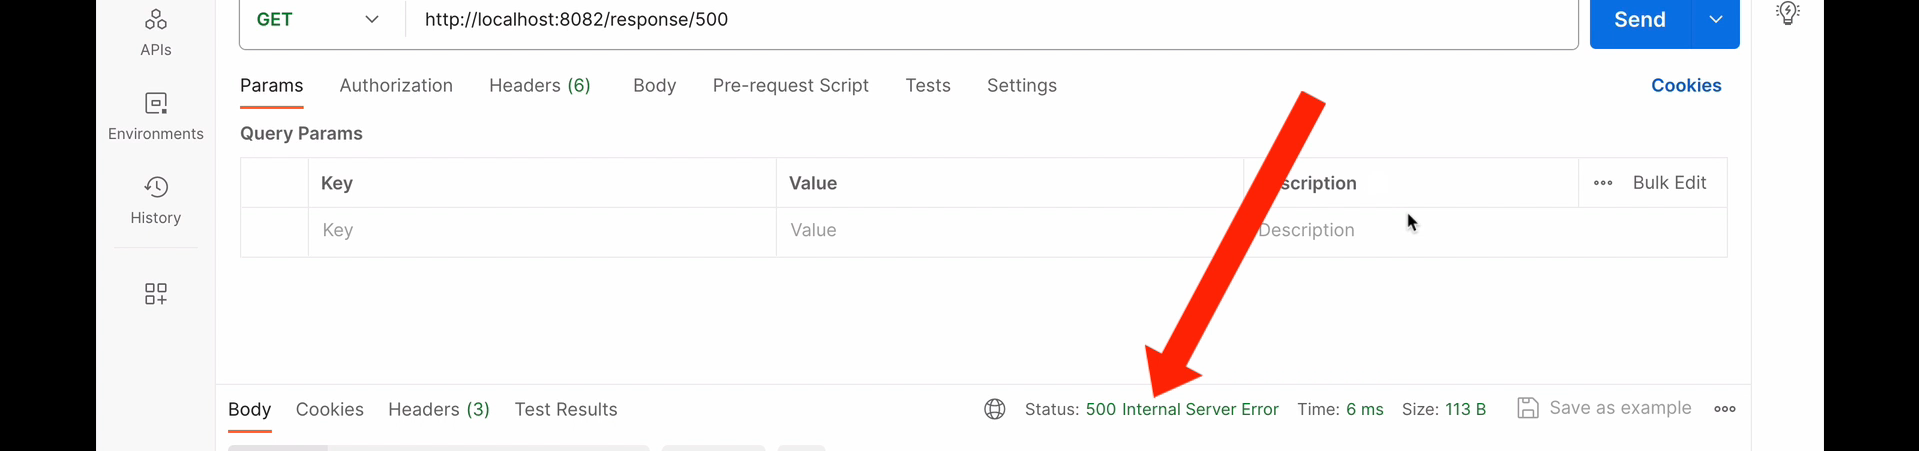 GET
http://localhost:8082/response/500
Send
APIs
Params Authorization Headers (6) Body Pre-request Script Tests Settings Cookies
Environments
Query Params
Key Value scription Bulk Edit
History
Key Value Description
Body Cookies Headers (3) Test Results Status: 500 Internal Server Error Time: 6 ms Size: 113 B Save as example